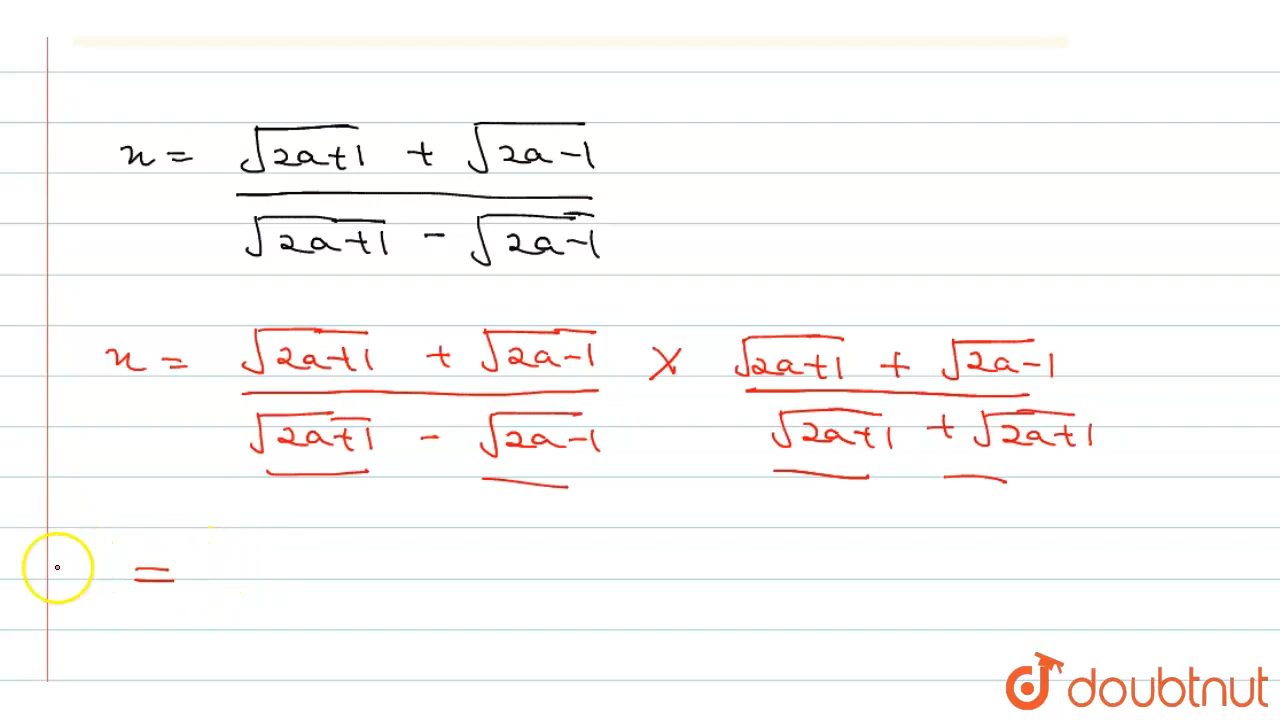 x = √2a+1 + √2a-1
√2a+1 - √2a-1
x = √2a+1 + √2a-1 × √2a+1 + √2a-1
√2a+1 - √2a-1 √2a+1 + √2a+1
=
doubtnut